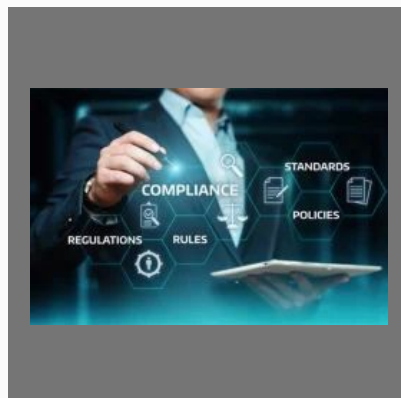 STANDARDS
COMPLIANCE
POLICIES
REGULATIONS
RULES